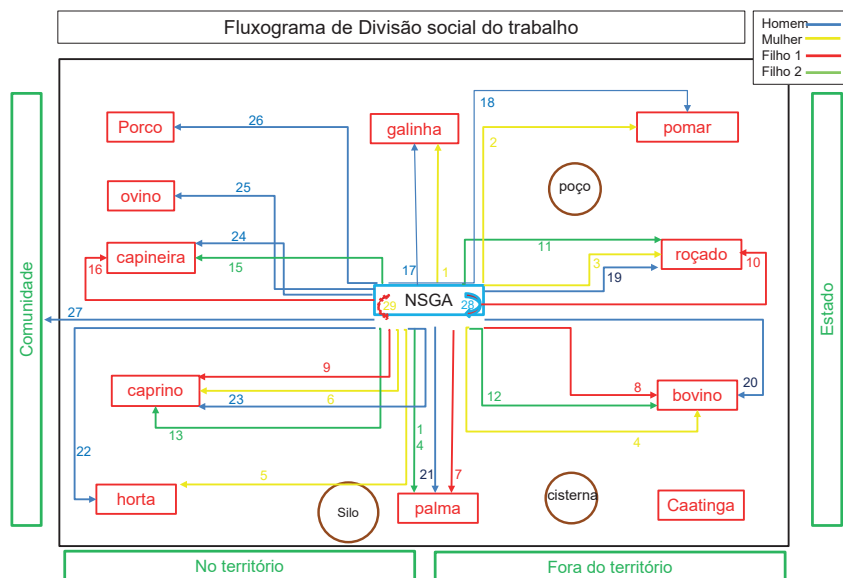 Fluxograma de Divisão social do trabalho
Homem
Mulher
Filho 1
Filho 2
Comunidade
Estado
Porco
26
galinha
18
pomar
2
ovino
25
poço
capineira
24
15
16
17
1
11
3
19
roçado
10
29
NSGA
28
27
9
caprino
6
23
13
22
1
4
21
7
12
8
bovino
20
4
5
horta
Silo
palma
cisterna
Caatinga
No território
Fora do território